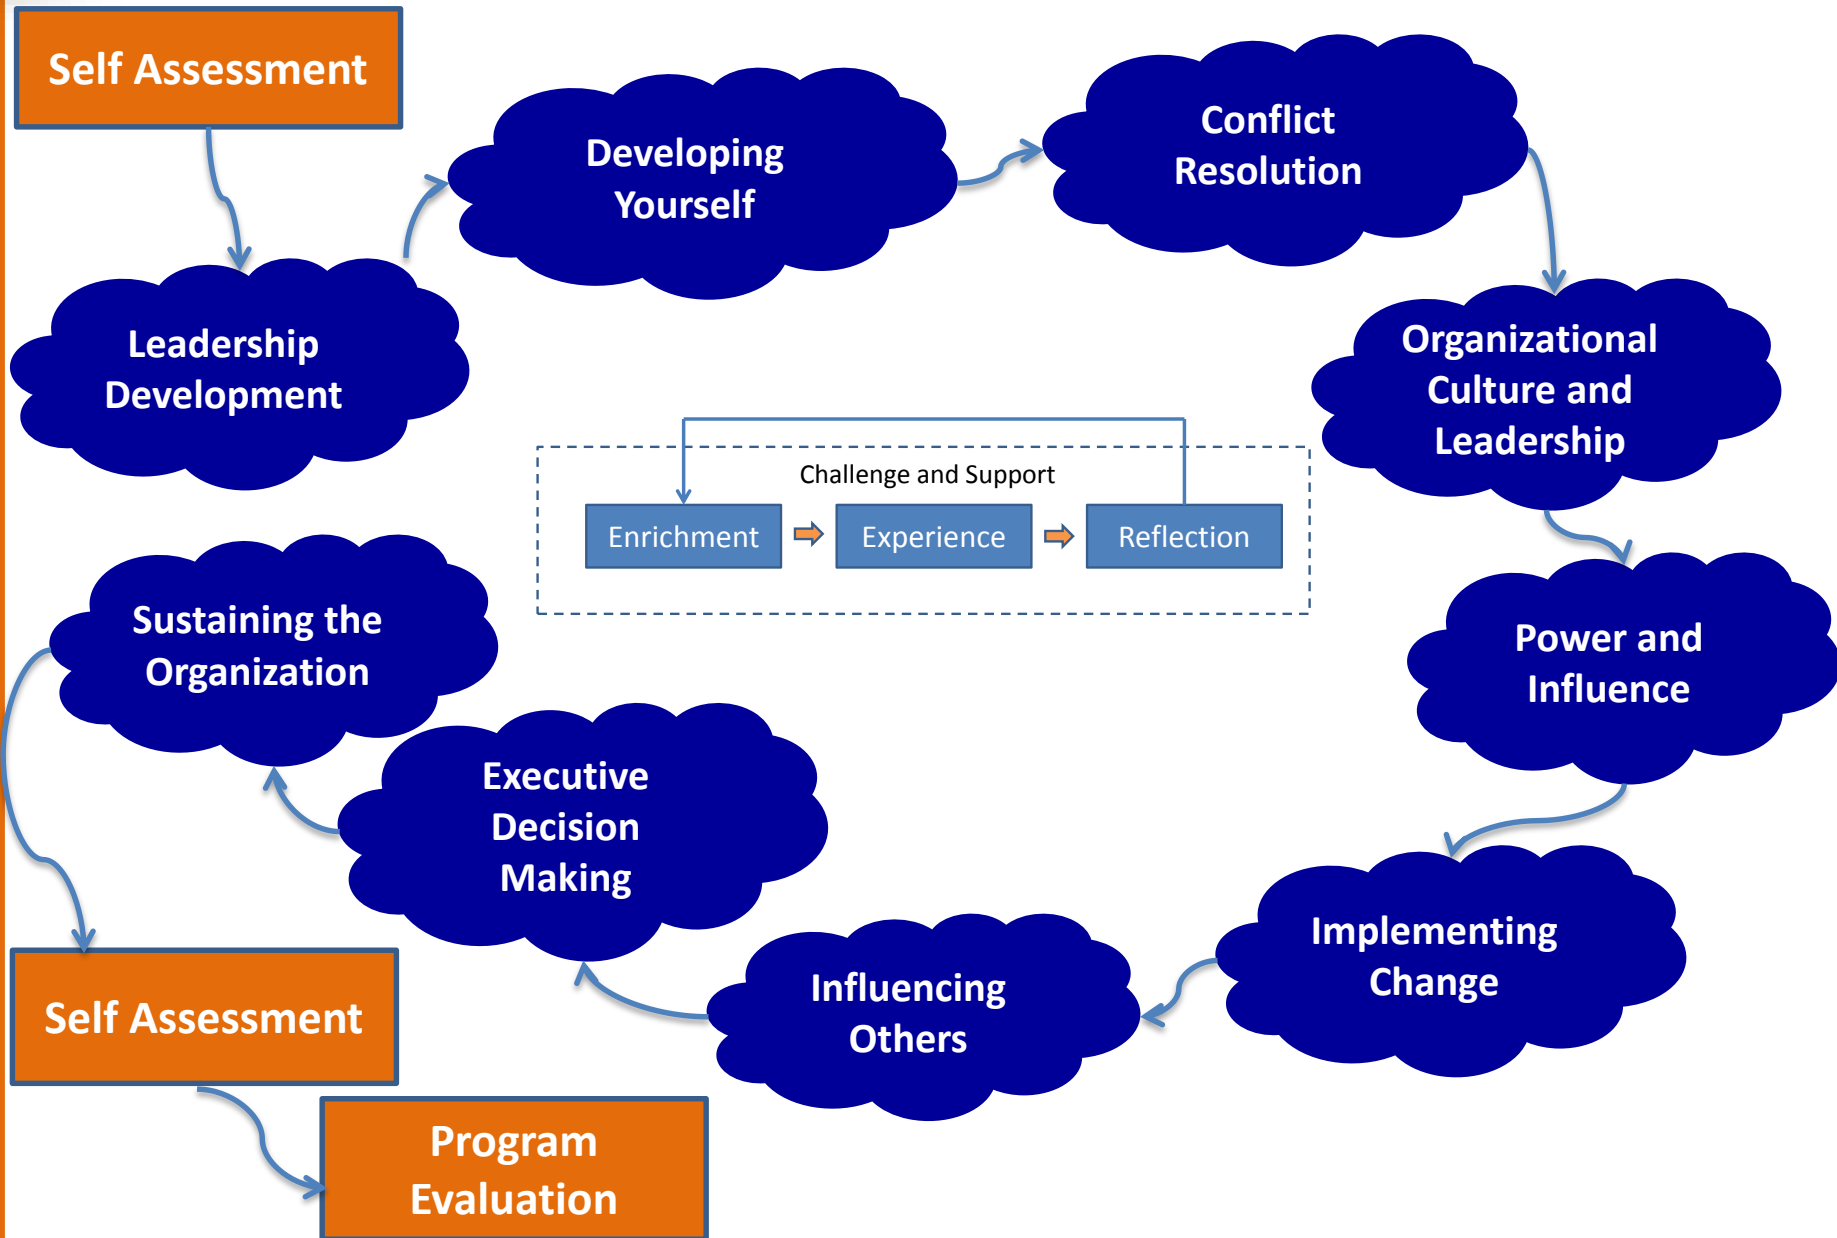 Self Assessment
Developing
Yourself
Conflict
Resolution
Leadership
Development
Organizational
Culture and
Leadership
Challenge and Support
Enrichment
Experience
Reflection
Power and
Influence
Implementing
Change
Influencing
Others
Executive
Decision
Making
Sustaining the
Organization
Self Assessment
Program
Evaluation